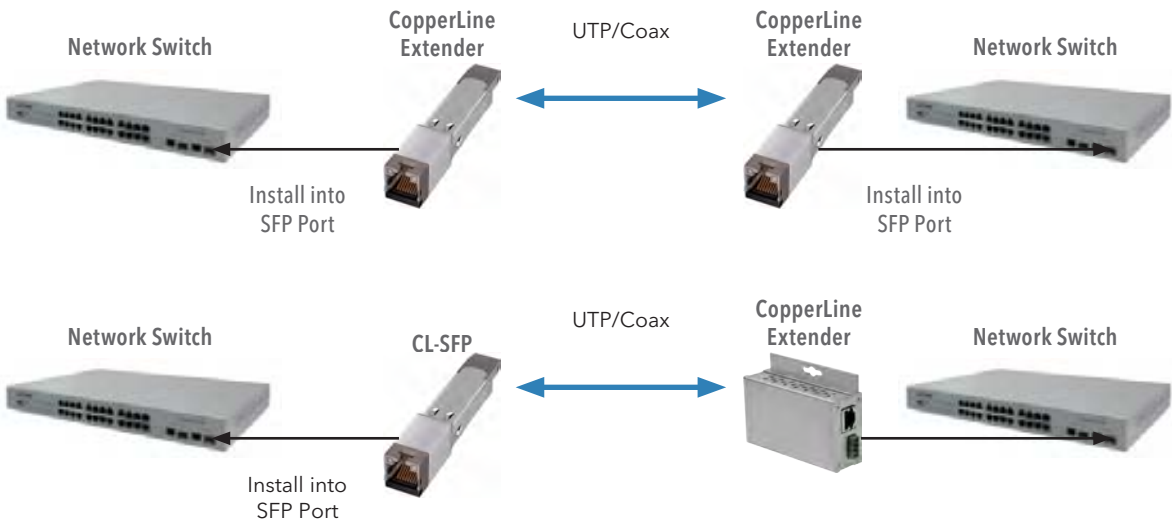 Network Switch
CopperLine
Extender
UTP/Coax
CopperLine
Extender
Network Switch
Install into
SFP Port
Install into
SFP Port
Network Switch
CL-SFP
UTP/Coax
CopperLine
Extender
Network Switch
Install into
SFP Port